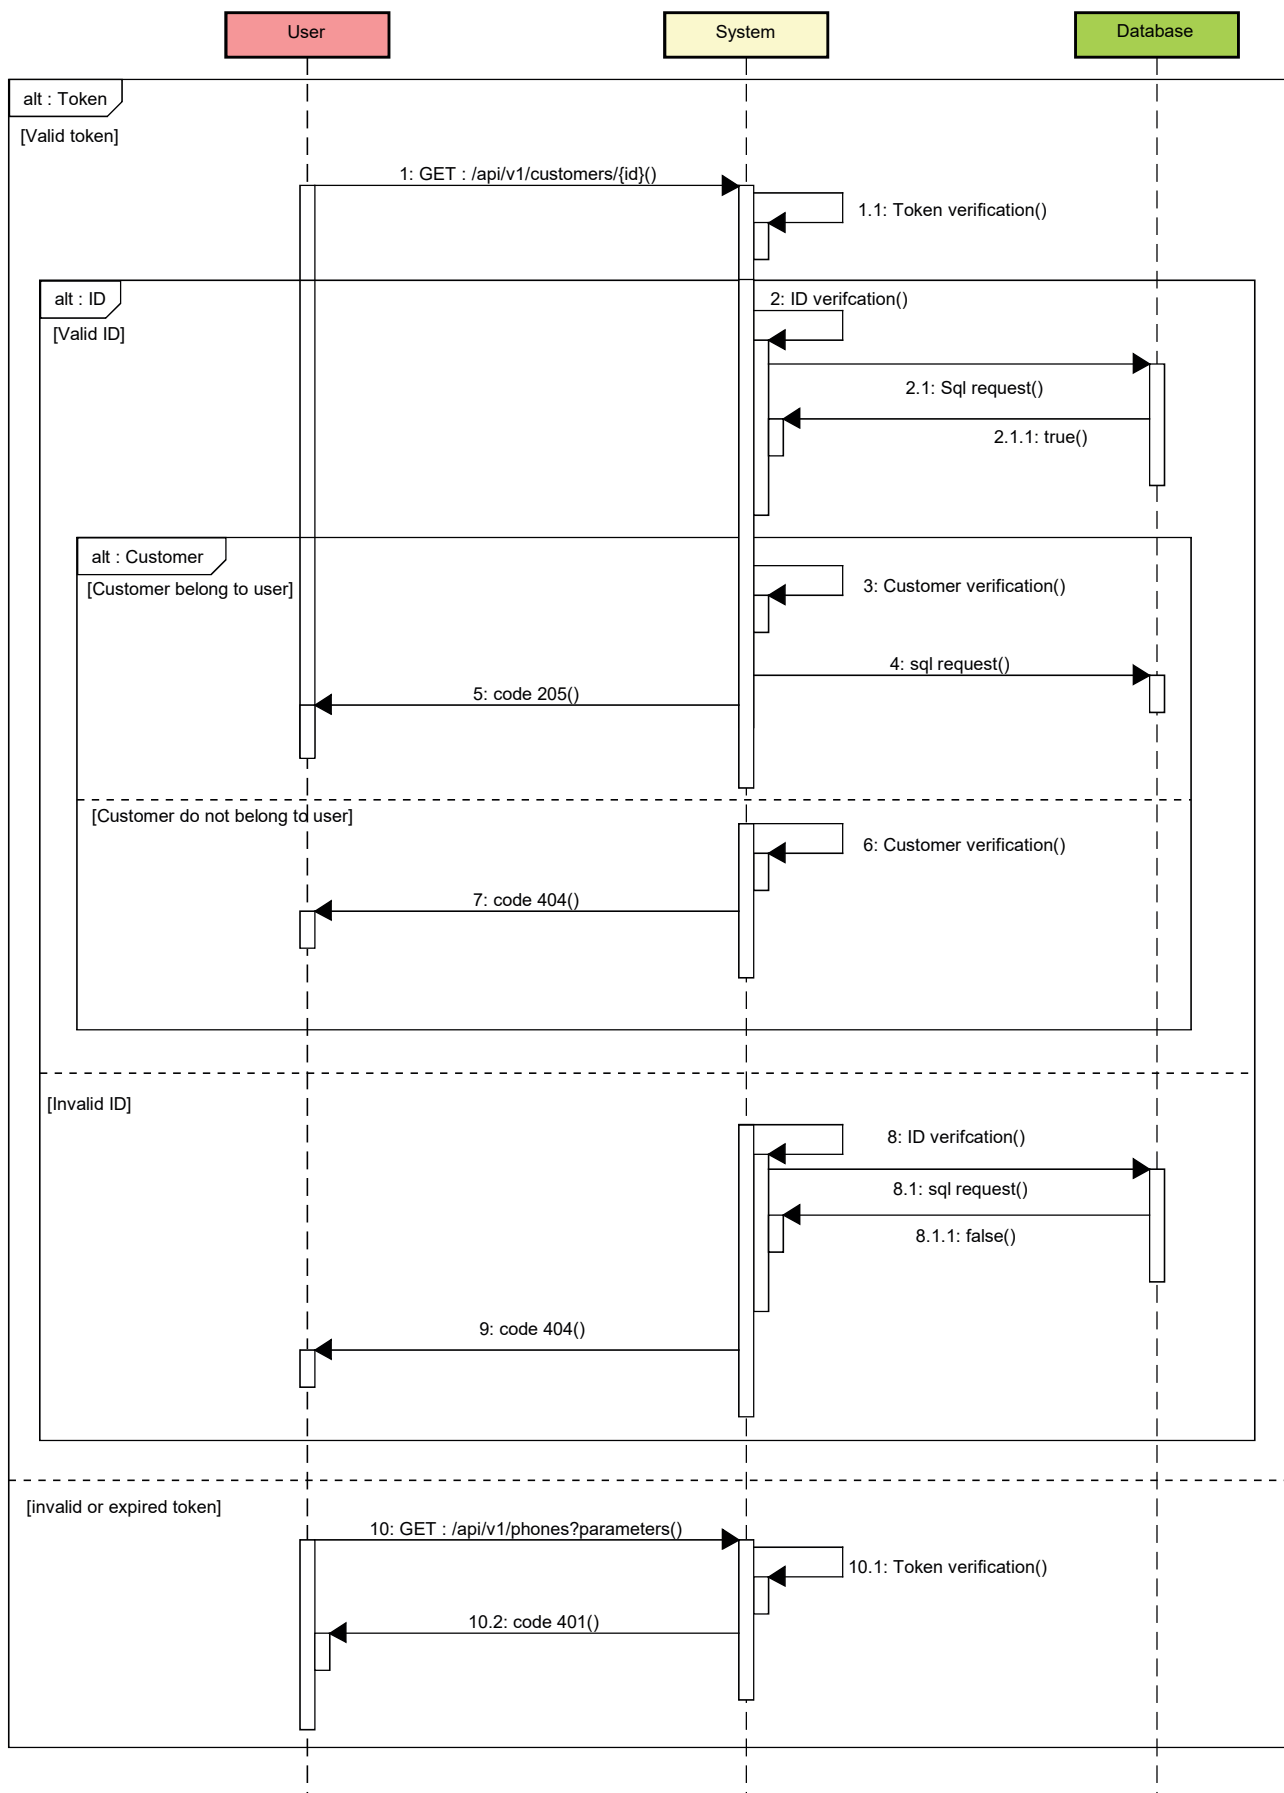 User
System
Database
alt : Token
[Valid token]
1: GET : /api/v1/customers/{id}()
1.1: Token verification()
alt : ID
2: ID verifcation()
[Valid ID]
2.1: Sql request()
2.1.1: true()
alt : Customer
[Customer belong to user]
3: Customer verification()
4: sql request()
5: code 205()
[Customer do not belong to user]
6: Customer verification()
7: code 404()
[Invalid ID]
8: ID verifcation()
8.1: sql request()
8.1.1: false()
9: code 404()
[invalid or expired token]
10: GET : /api/v1/phones?parameters()
10.1: Token verification()
10.2: code 401()